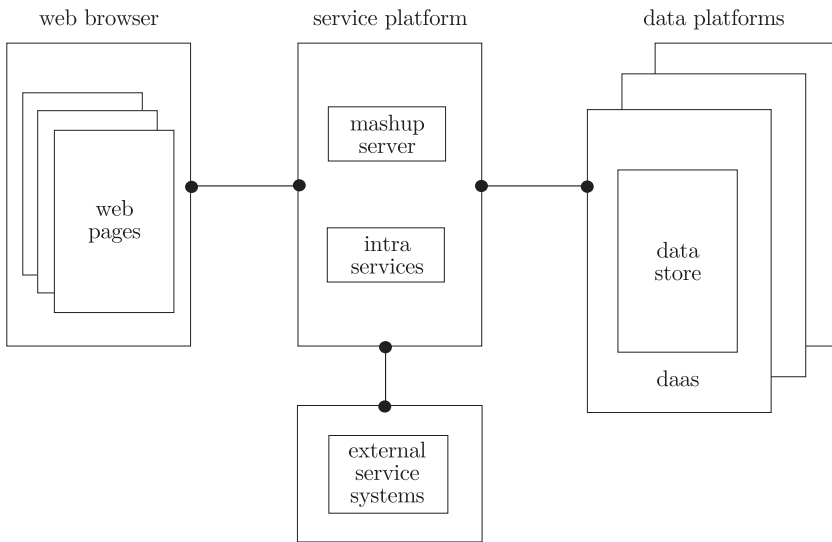 web browser
service platform
data platforms
mashup
server
web
pages
intra
services
data
store
daas
external
service
systems